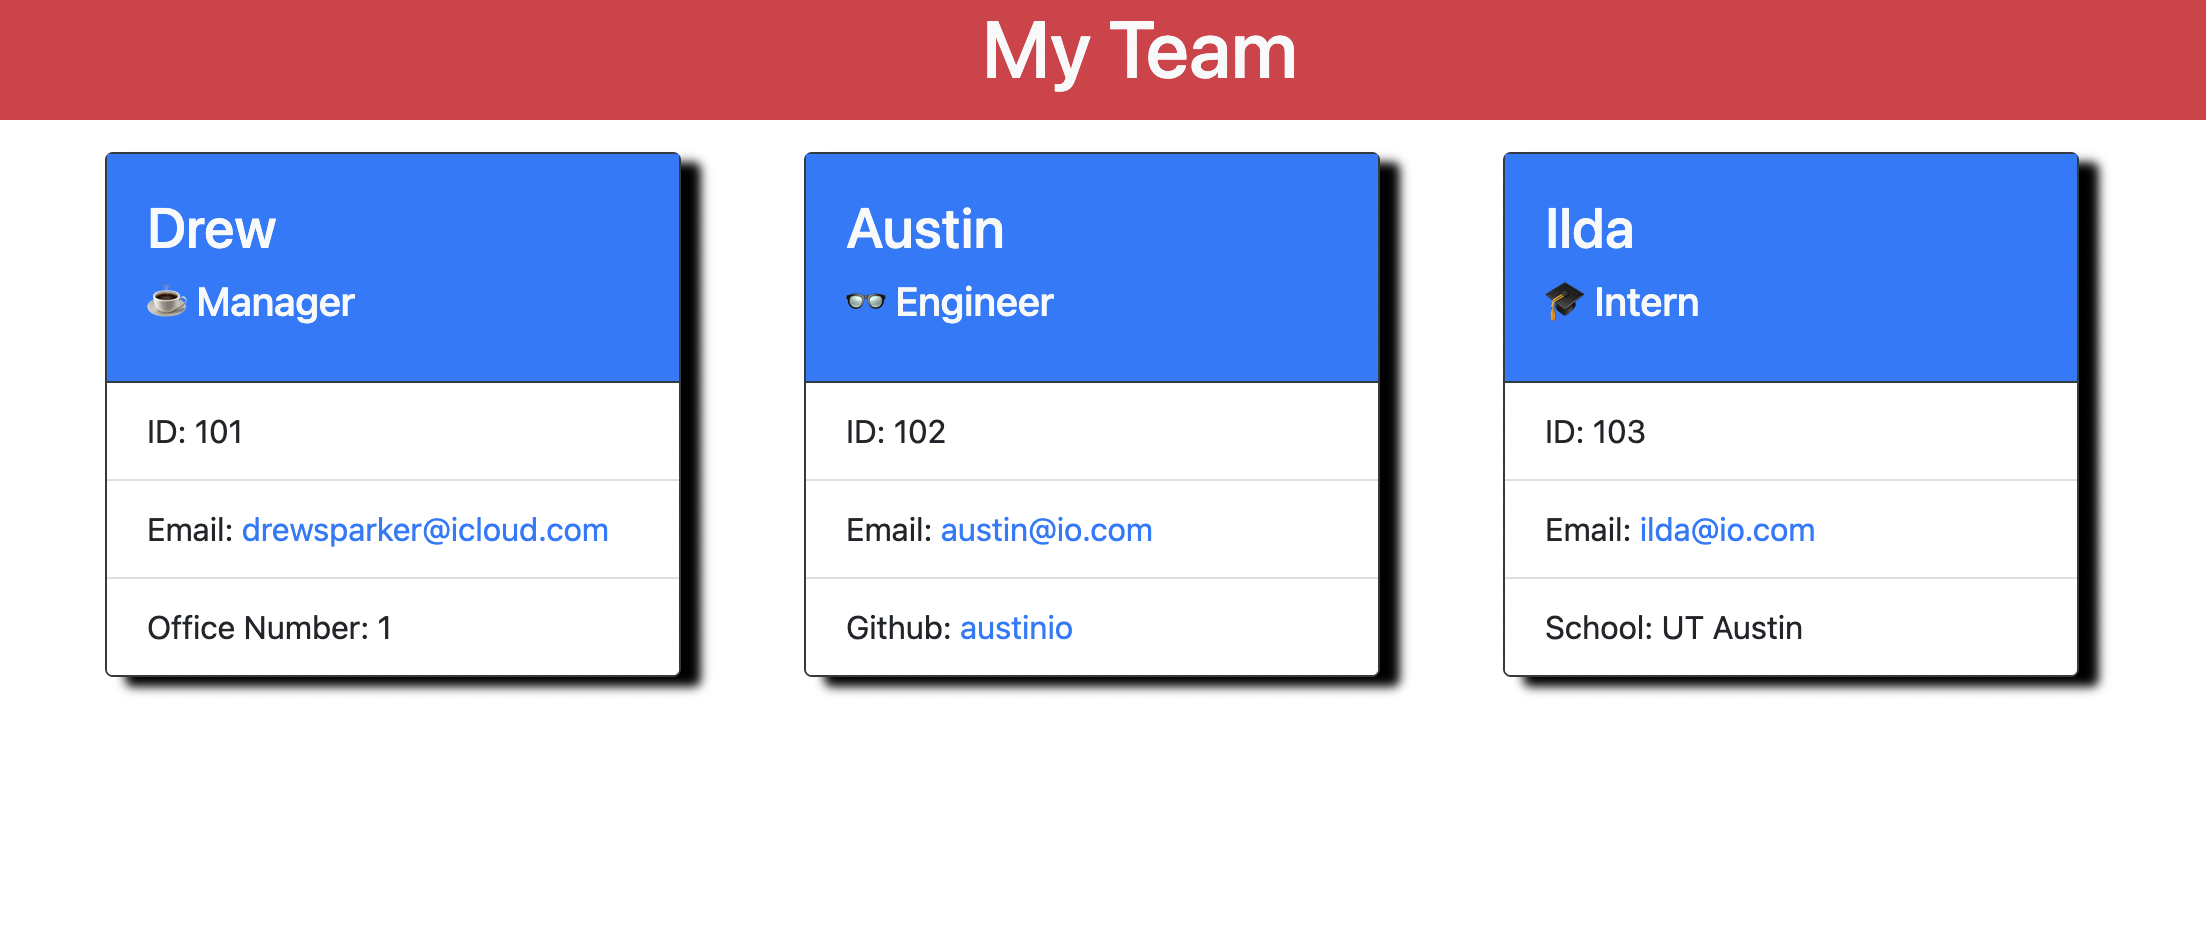 My Team
Drew
☕ Manager
ID: 101
Email: drewsparker@icloud.com
Office Number: 1
Austin
👓 Engineer
ID: 102
Email: austin@io.com
Github: austinio
Ilda
🎓 Intern
ID: 103
Email: ilda@io.com
School: UT Austin